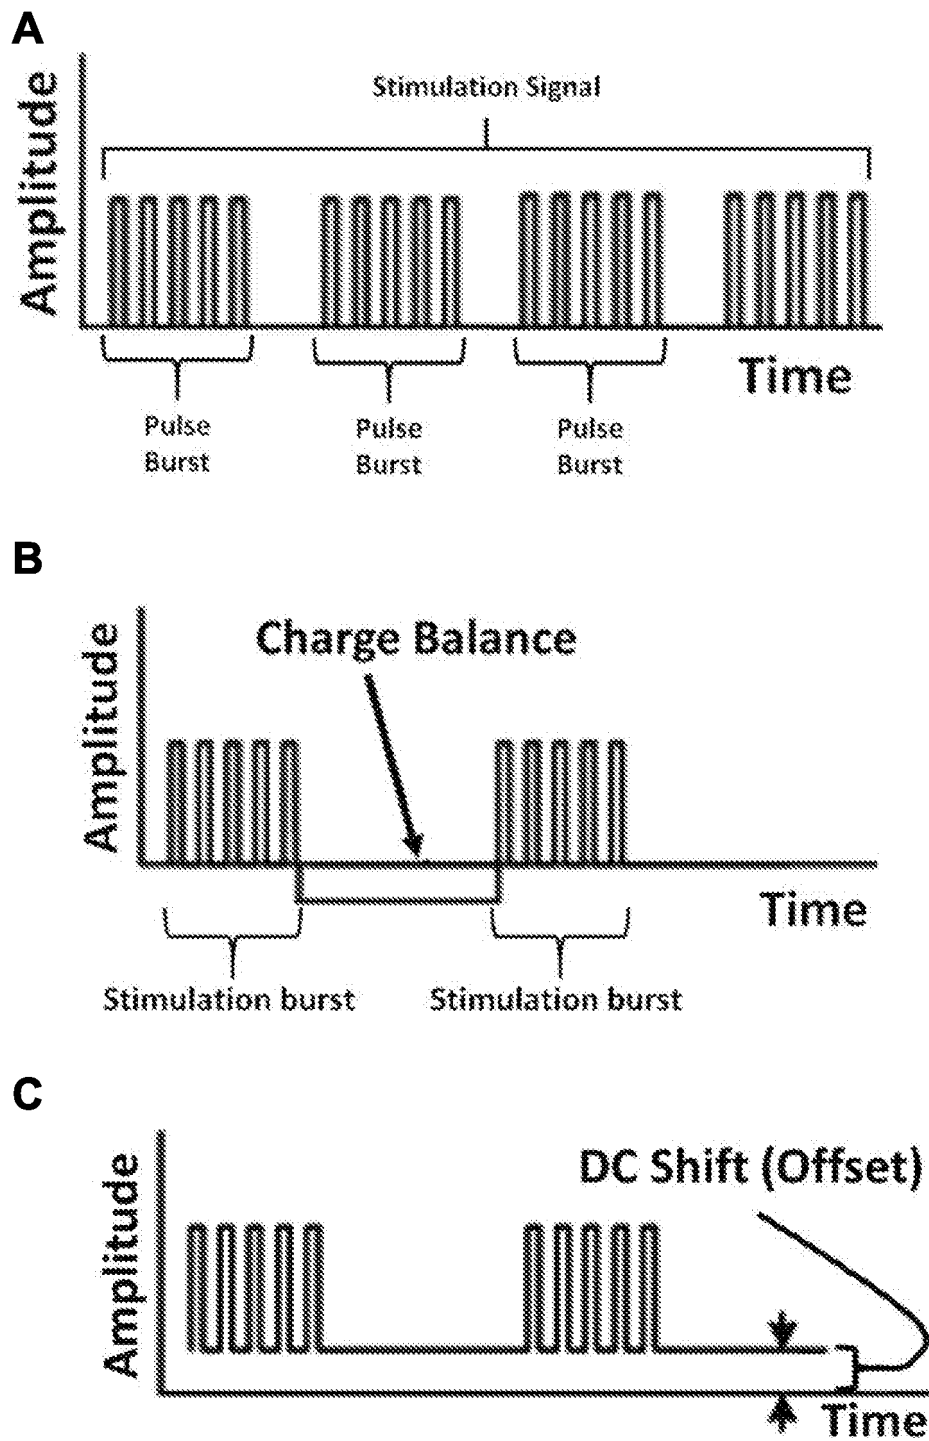 A
Amplitude
Stimulation Signal
Time
Pulse
Burst
Pulse
Burst
Pulse
Burst
B
Amplitude
Charge Balance
Time
Stimulation burst
Stimulation burst
C
Amplitude
DC Shift (Offset)
Time